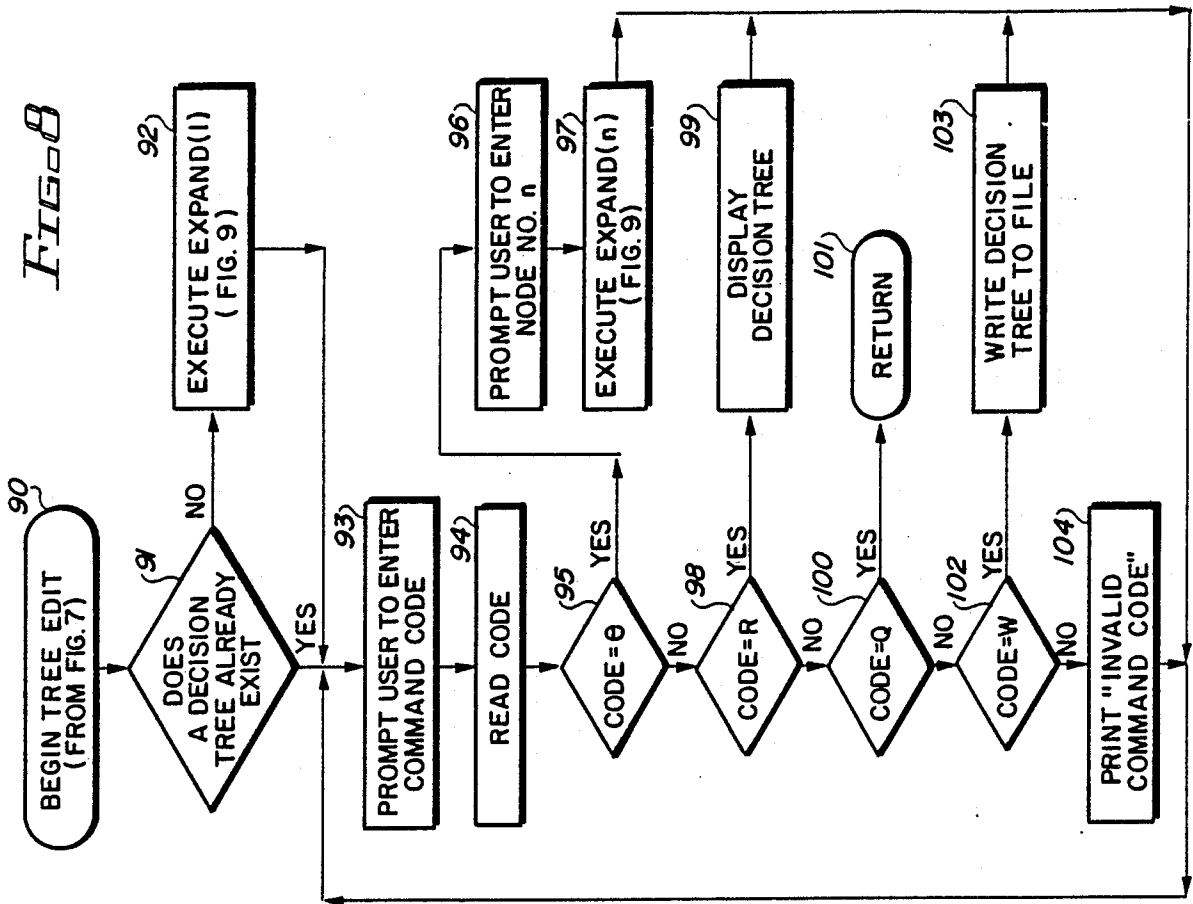 FIG-8
90
BEGIN TREE EDIT
(FROM FIG. 7)
91
DOES
A DECISION
TREE ALREADY
EXIST
NO
YES
92
EXECUTE EXPAND(1)
(FIG. 9)
93
PROMPT USER TO ENTER
COMMAND CODE
94
READ CODE
95
CODE=θ
YES
NO
96
PROMPT USER TO ENTER
NODE NO. n
97
EXECUTE EXPAND(n)
(FIG. 9)
98
CODE=R
YES
NO
99
DISPLAY
DECISION TREE
100
CODE=Q
YES
NO
101
RETURN
102
CODE=W
YES
NO
103
WRITE DECISION
TREE TO FILE
104
PRINT "INVALID
COMMAND CODE"